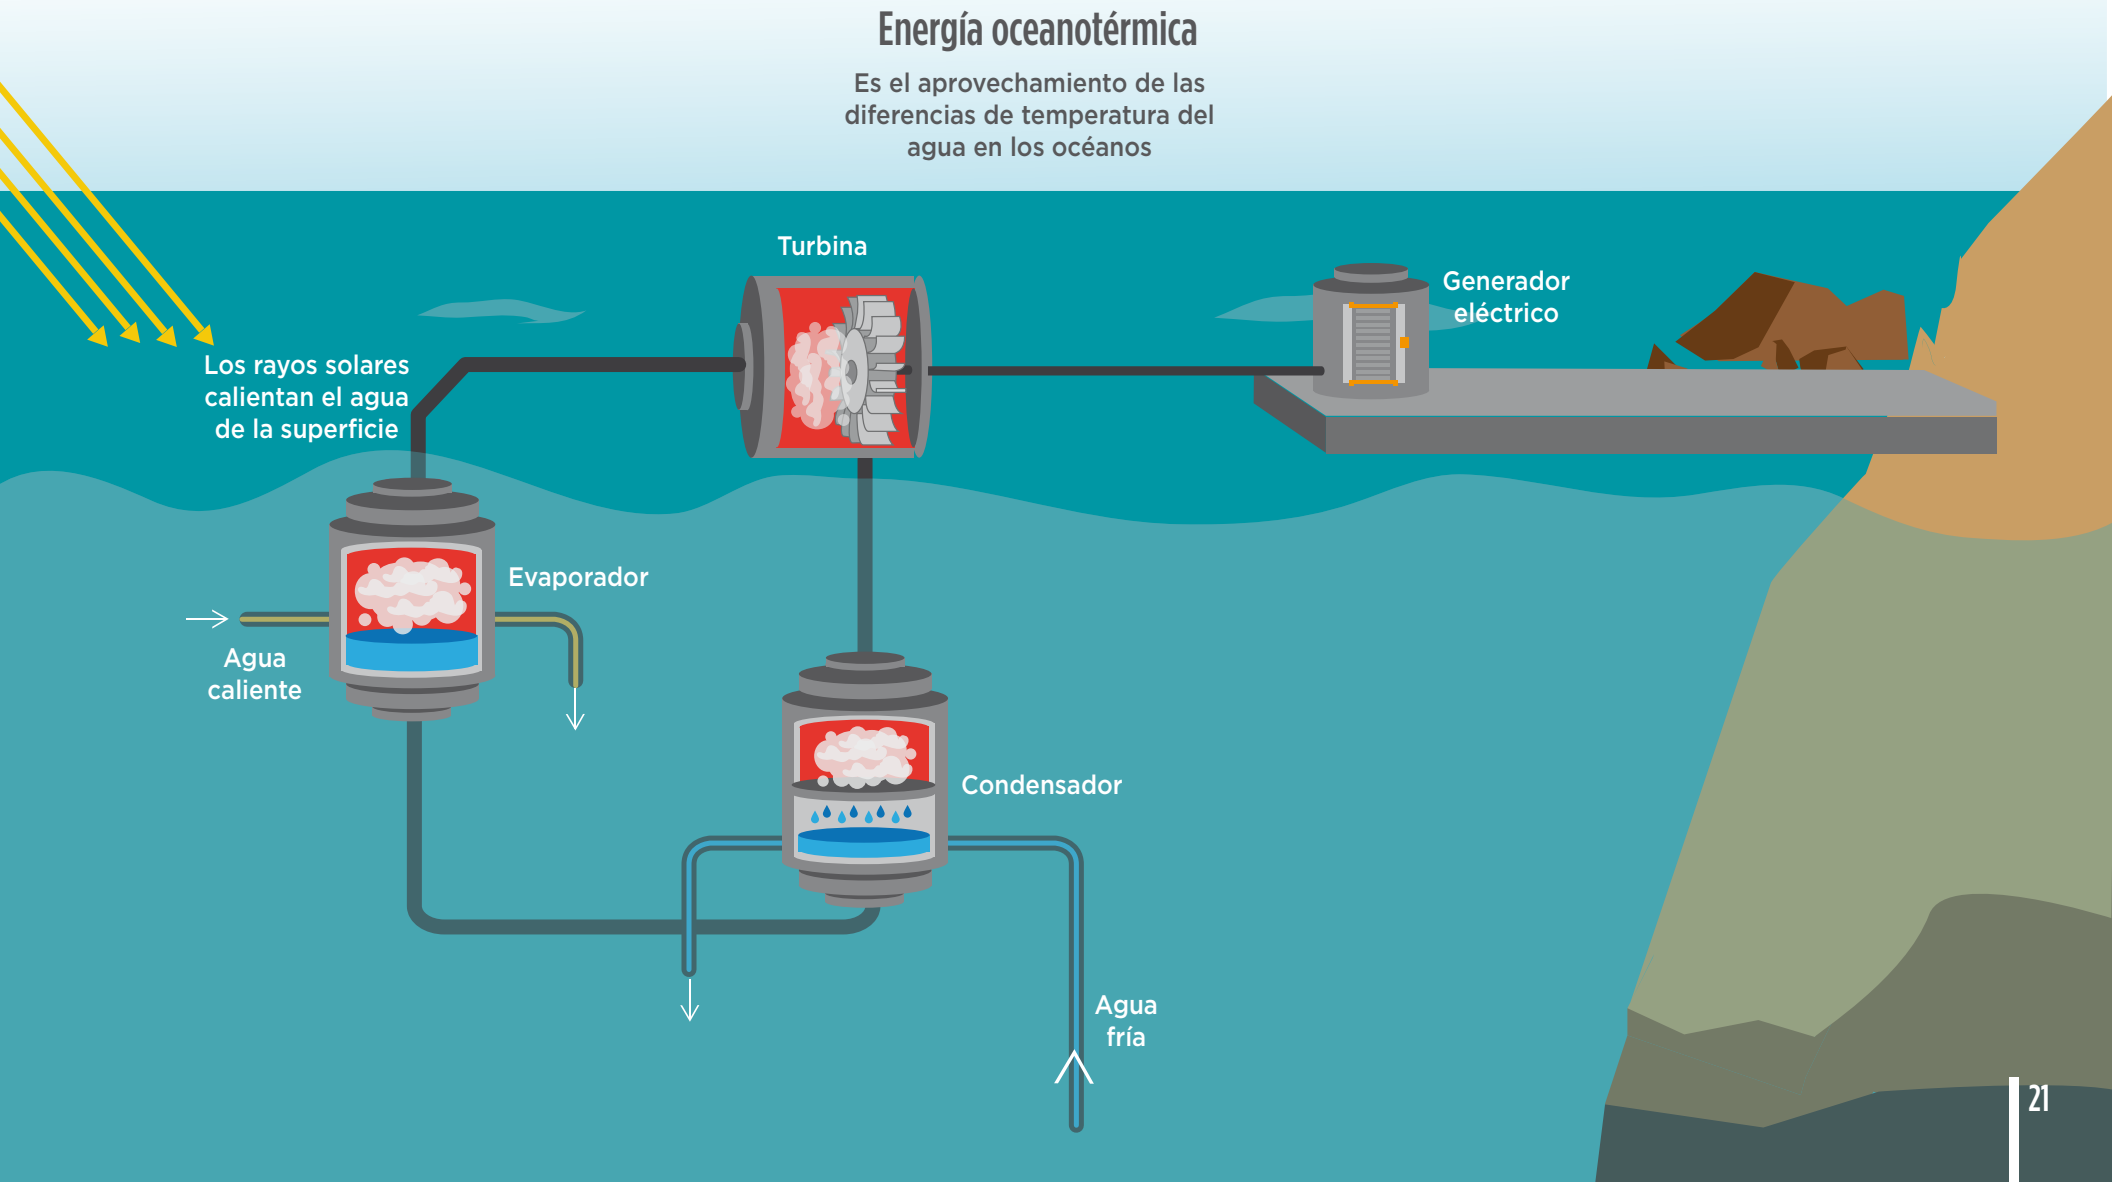 Energía oceanotérmica
Es el aprovechamiento de las
diferencias de temperatura del
agua en los océanos
Turbina
Generador
eléctrico
Los rayos solares
calientan el agua
de la superficie
Evaporador
Agua
caliente
Condensador
Agua
fría
21